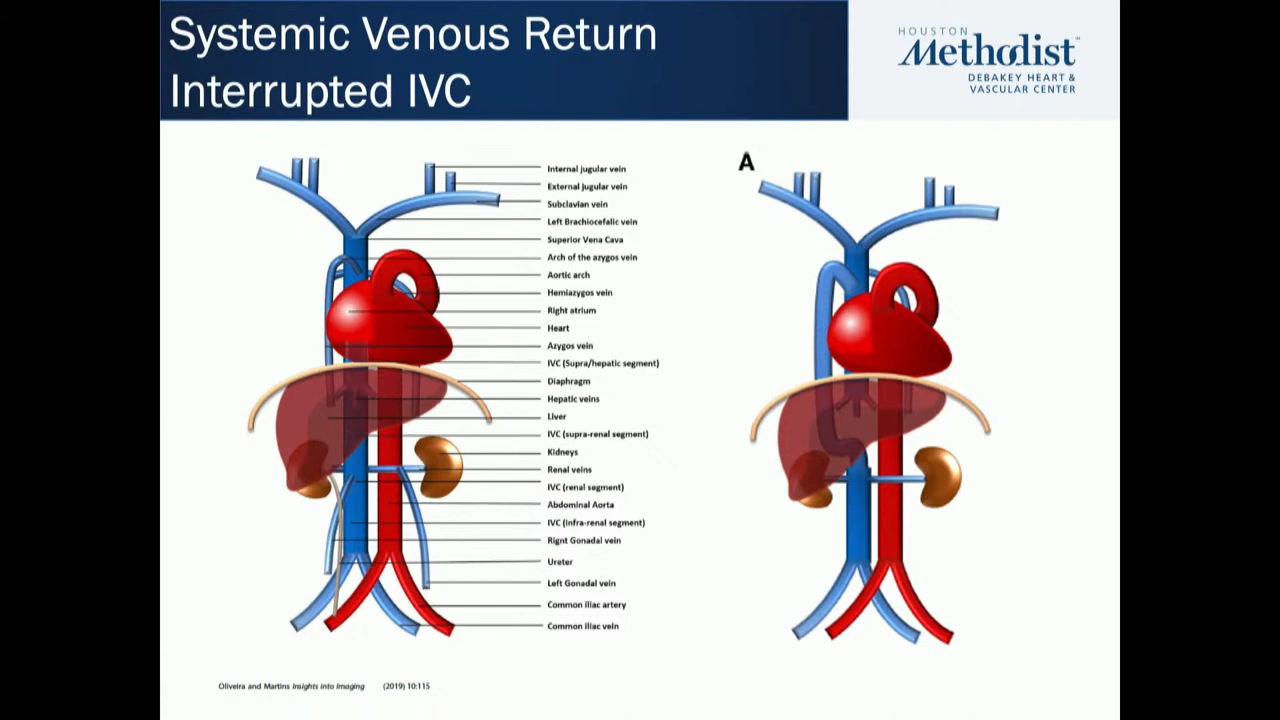 Systemic Venous Return
Interrupted IVC
HOUSTON
Methodist
DEBAKEY HEART &
VASCULAR CENTER
A
Internal jugular vein
External jugular vein
Subclavian vein
Left Brachiocefalic vein
Superior Vena Cava
Arch of the azygos vein
Aortic arch
Hemiazygos vein
Right atrium
Heart
Azygos vein
IVC (Supra/hepatic segment)
Diaphragm
Hepatic veins
Liver
IVC (supra-renal segment)
Kidneys
Renal veins
IVC (renal segment)
Abdominal Aorta
IVC (infra-renal segment)
Rignt Gonadal vein
Ureter
Left Gonadal vein
Common iliac artery
Common iliac vein
Oliveira and Martins Insights into Imaging (2019) 10:115